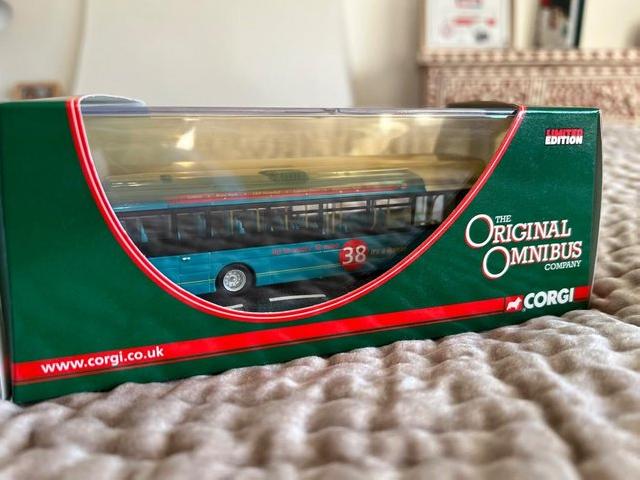 LIMITED
EDITION
THE
ORIGINAL
OMNIBUS
COMPANY
CORGI
www.corgi.co.uk
38